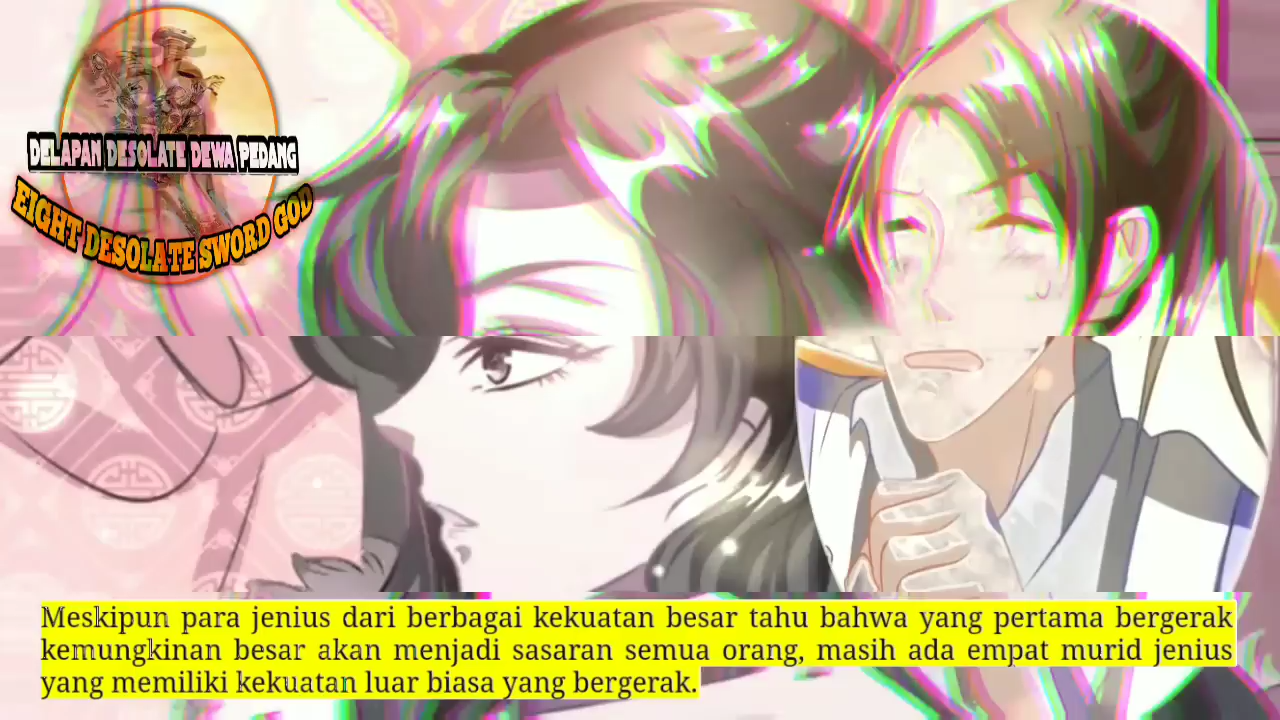 DELAPAN DESOLATE DEWA PEDANG
EIGHT DESOLATE SWORD GOD
Meskipun para jenius dari berbagai kekuatan besar tahu bahwa yang pertama bergerak
kemungkinan besar akan menjadi sasaran semua orang, masih ada empat murid jenius
yang memiliki kekuatan luar biasa yang bergerak.